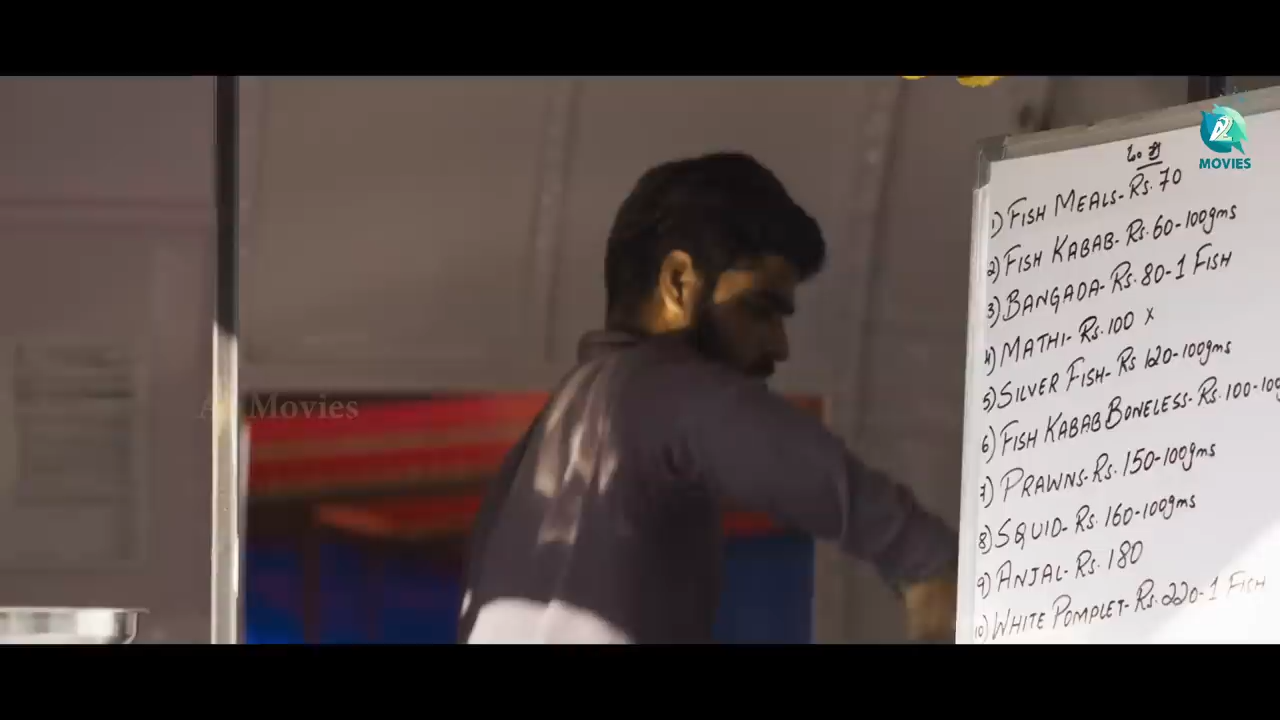 ಓಂ ಶ್ರೀ
1) FISH MEALS- RS. 70
2) FISH KABAB- RS. 60-100gms
3) BANGADA- RS. 80-1 FISH
4) MATHI- RS. 100 x
5) SILVER FISH- RS 120-100gms
6) FISH KABAB BONELESS- RS. 100-100
7) PRAWNS- RS. 150-100gms
8) SQUID- RS. 160-100gms
9) ANJAL- RS. 180
10) WHITE POMPLET- RS. 220-1 FISH
MOVIES
Movies